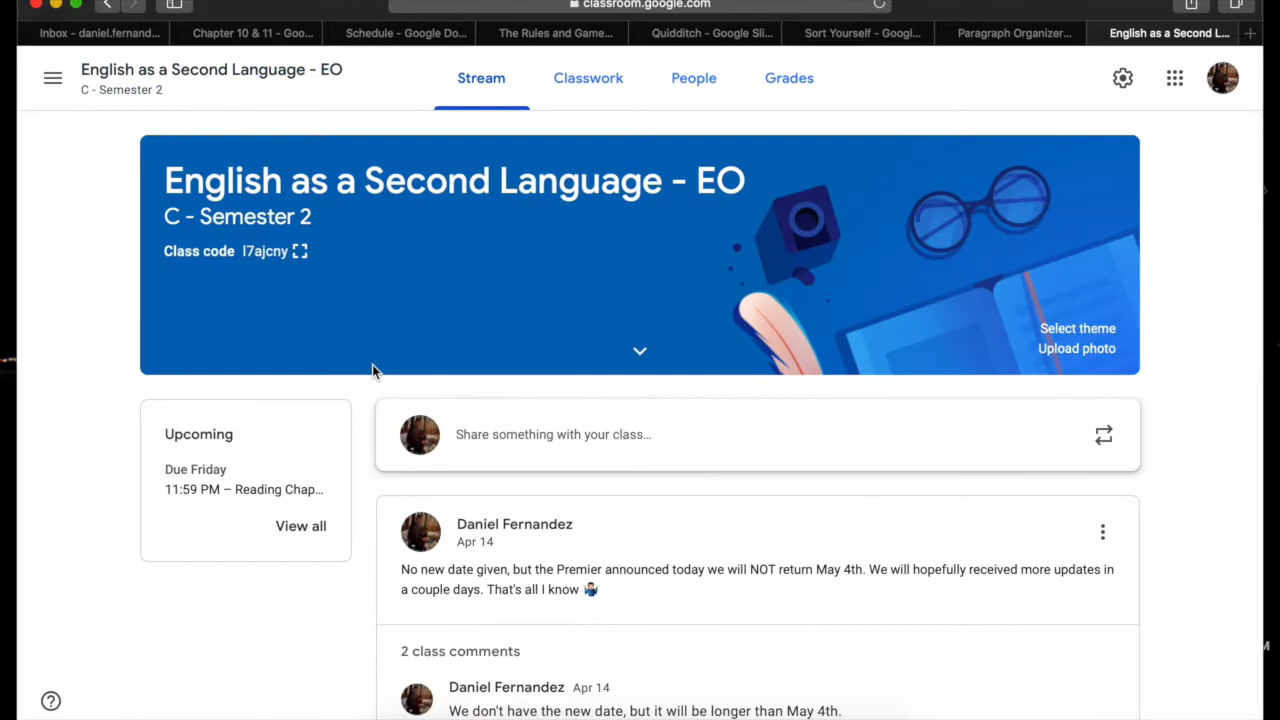 classroom.google.com
Inbox - daniel.fernand...
Chapter 10 & 11 - Goo...
Schedule - Google Do...
The Rules and Game...
Quidditch - Google Sli...
Sort Yourself - Googl...
Paragraph Organizer...
English as a Second L...
English as a Second Language - EO
C - Semester 2
Stream
Classwork
People
Grades
English as a Second Language - EO
C - Semester 2
Class code l7ajcny
Select theme
Upload photo
Upcoming
Due Friday
11:59 PM – Reading Chap...
View all
Share something with your class...
Daniel Fernandez
Apr 14
No new date given, but the Premier announced today we will NOT return May 4th. We will hopefully received more updates in
a couple days. That's all I know 🤷🏻‍♂️
2 class comments
Daniel Fernandez Apr 14
We don't have the new date, but it will be longer than May 4th.